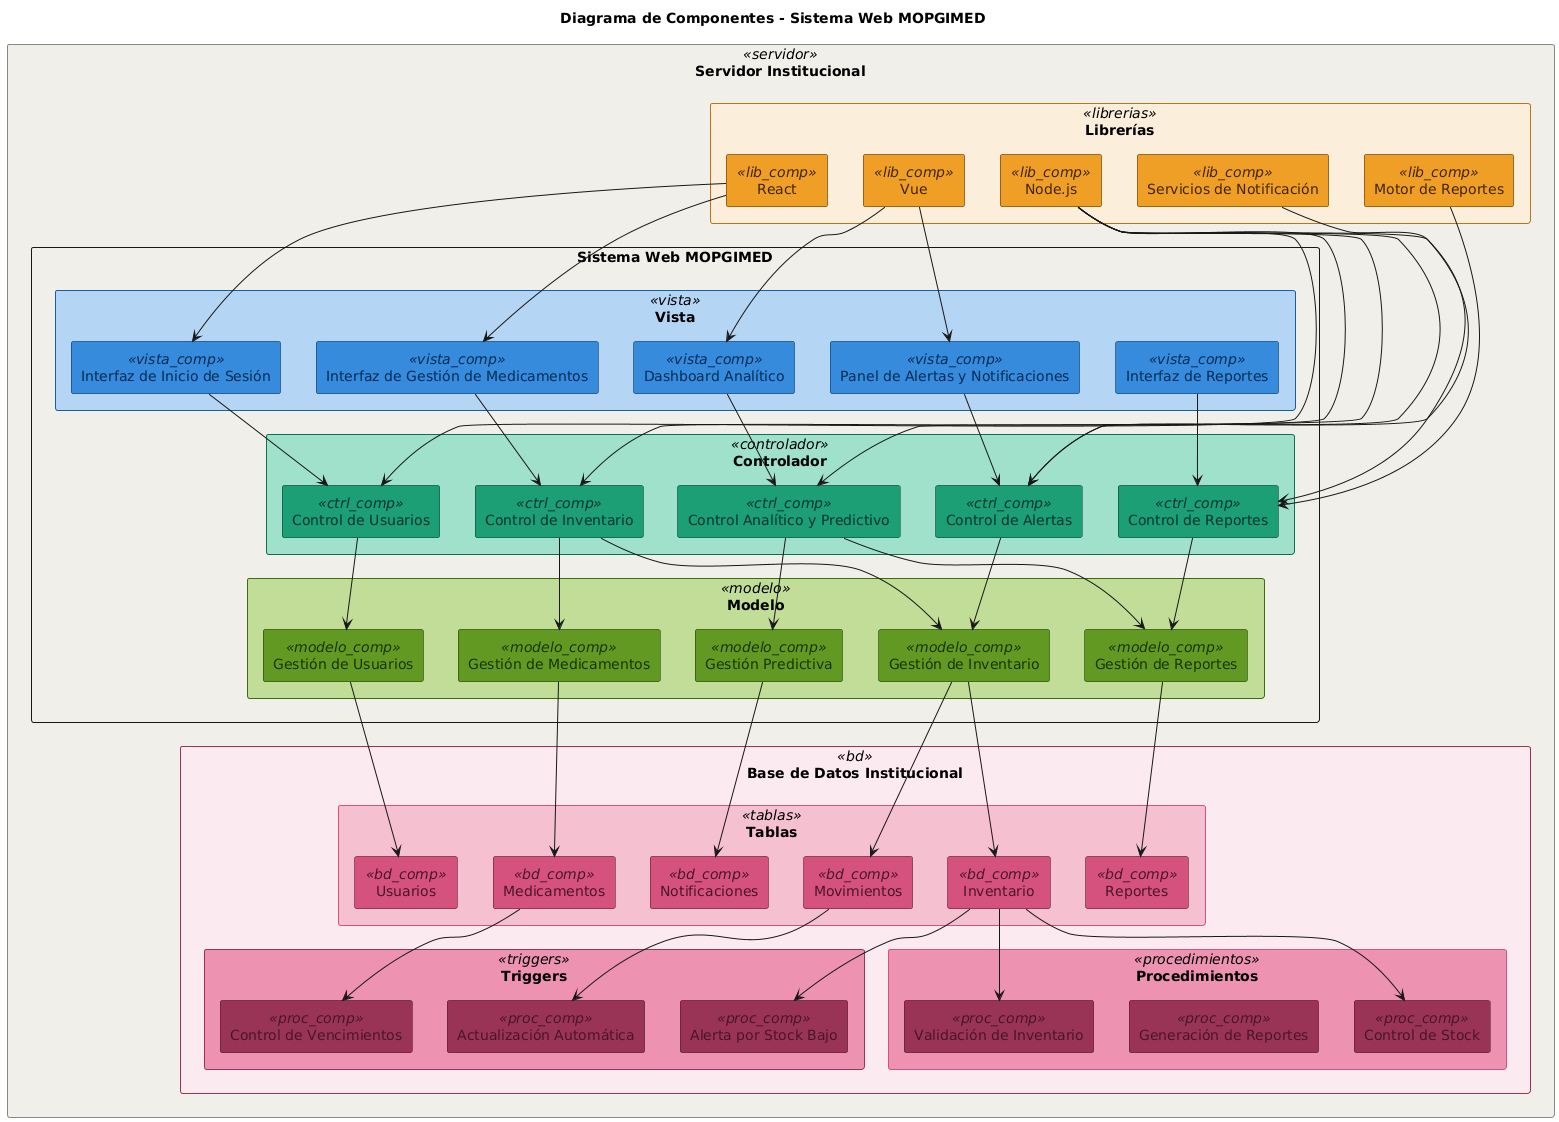 Diagrama de Componentes - Sistema Web MOPGIMED
«servidor»
Servidor Institucional
«librerias»
Librerías
«lib_comp»
React
«lib_comp»
Vue
«lib_comp»
Node.js
«lib_comp»
Servicios de Notificación
«lib_comp»
Motor de Reportes
Sistema Web MOPGIMED
«vista»
Vista
«vista_comp»
Interfaz de Inicio de Sesión
«vista_comp»
Interfaz de Gestión de Medicamentos
«vista_comp»
Dashboard Analítico
«vista_comp»
Panel de Alertas y Notificaciones
«vista_comp»
Interfaz de Reportes
«controlador»
Controlador
«ctrl_comp»
Control de Usuarios
«ctrl_comp»
Control de Inventario
«ctrl_comp»
Control Analítico y Predictivo
«ctrl_comp»
Control de Alertas
«ctrl_comp»
Control de Reportes
«modelo»
Modelo
«modelo_comp»
Gestión de Usuarios
«modelo_comp»
Gestión de Medicamentos
«modelo_comp»
Gestión Predictiva
«modelo_comp»
Gestión de Inventario
«modelo_comp»
Gestión de Reportes
«bd»
Base de Datos Institucional
«tablas»
Tablas
«bd_comp»
Usuarios
«bd_comp»
Medicamentos
«bd_comp»
Notificaciones
«bd_comp»
Movimientos
«bd_comp»
Inventario
«bd_comp»
Reportes
«triggers»
Triggers
«proc_comp»
Control de Vencimientos
«proc_comp»
Actualización Automática
«proc_comp»
Alerta por Stock Bajo
«procedimientos»
Procedimientos
«proc_comp»
Validación de Inventario
«proc_comp»
Generación de Reportes
«proc_comp»
Control de Stock